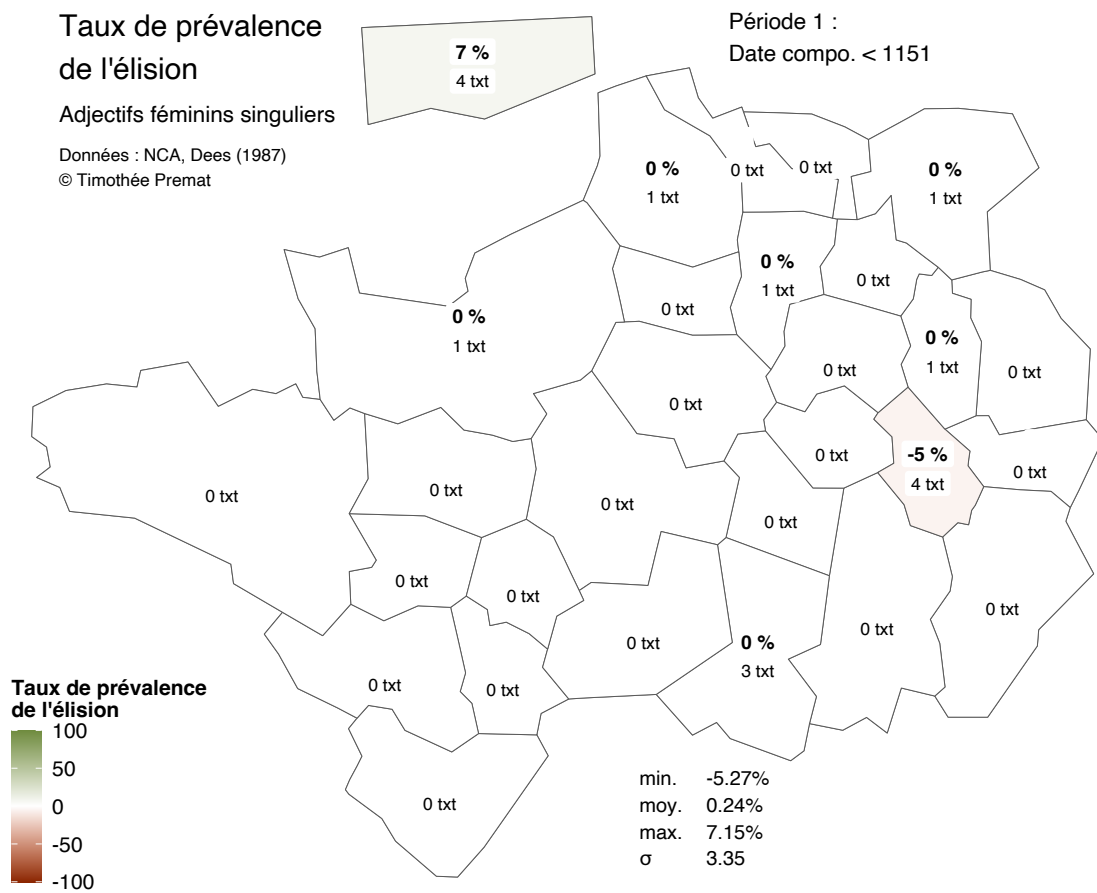 Taux de prévalence
de l'élision
Adjectifs féminins singuliers
Données : NCA, Dees (1987)
© Timothée Premat
Période 1 :
Date compo. < 1151
7 %
4 txt
0 %
1 txt
0 txt
0 txt
0 %
1 txt
0 %
1 txt
0 txt
0 txt
0 %
1 txt
0 %
1 txt
0 txt
0 txt
0 txt
0 txt
-5 %
4 txt
0 txt
0 txt
0 txt
0 txt
0 txt
0 txt
0 txt
0 txt
0 txt
0 txt
0 %
3 txt
0 txt
0 txt
0 txt
Taux de prévalence
de l'élision
100
50
0
-50
-100
0 txt
min. -5.27%
moy. 0.24%
max. 7.15%
σ 3.35